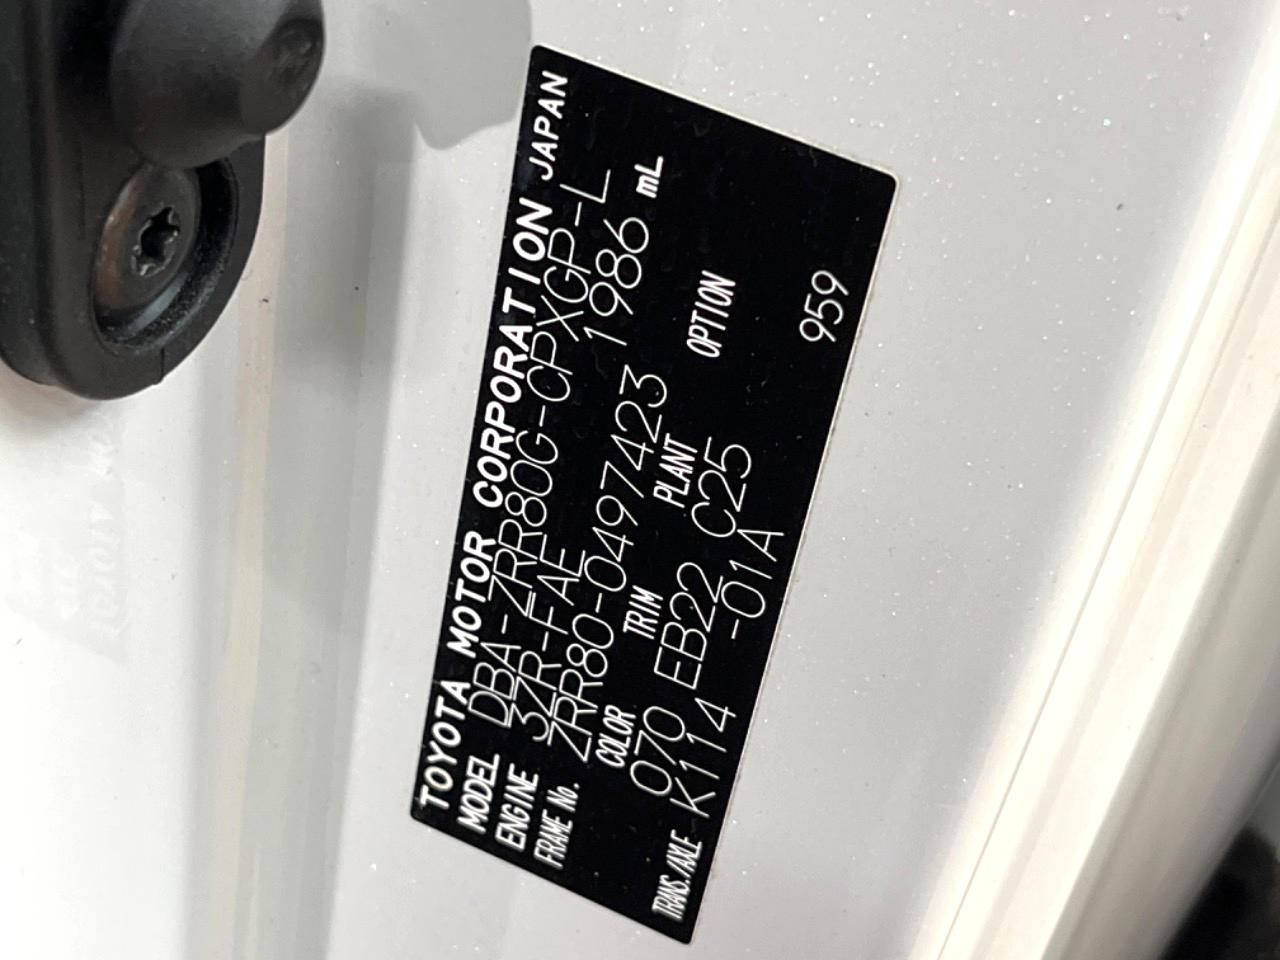 TOYOTA MOTOR CORPORATION JAPAN
MODEL DBA-ZRR80G-CPXGP-L
ENGINE 3ZR-FAE 1986 mL
FRAME No. ZRR80-0497423
COLOR TRIM PLANT OPTION
070 EB22 C25
TRANS./AXLE K114 -01A 959